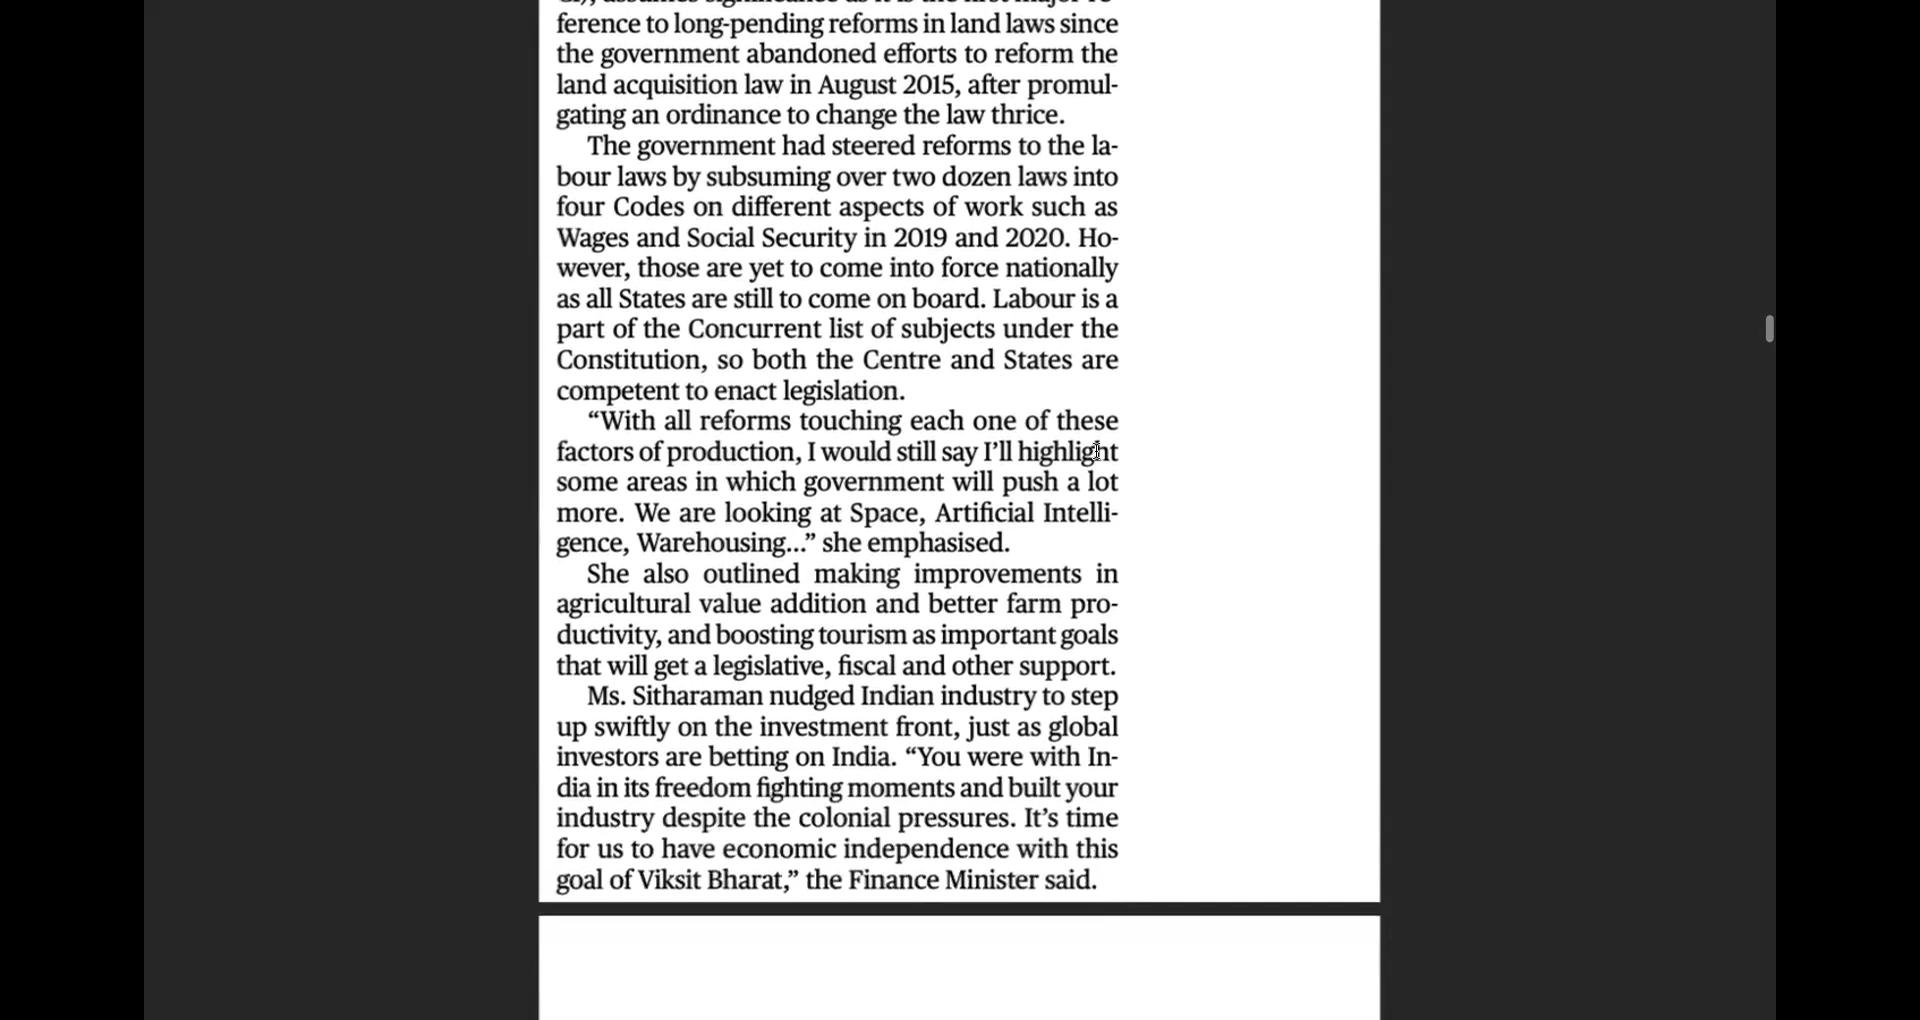 ference to long-pending reforms in land laws since
the government abandoned efforts to reform the
land acquisition law in August 2015, after promul-
gating an ordinance to change the law thrice.
The government had steered reforms to the la-
bour laws by subsuming over two dozen laws into
four Codes on different aspects of work such as
Wages and Social Security in 2019 and 2020. Ho-
wever, those are yet to come into force nationally
as all States are still to come on board. Labour is a
part of the Concurrent list of subjects under the
Constitution, so both the Centre and States are
competent to enact legislation.
“With all reforms touching each one of these
factors of production, I would still say I’ll highlight
some areas in which government will push a lot
more. We are looking at Space, Artificial Intelli-
gence, Warehousing...” she emphasised.
She also outlined making improvements in
agricultural value addition and better farm pro-
ductivity, and boosting tourism as important goals
that will get a legislative, fiscal and other support.
Ms. Sitharaman nudged Indian industry to step
up swiftly on the investment front, just as global
investors are betting on India. “You were with In-
dia in its freedom fighting moments and built your
industry despite the colonial pressures. It’s time
for us to have economic independence with this
goal of Viksit Bharat,” the Finance Minister said.